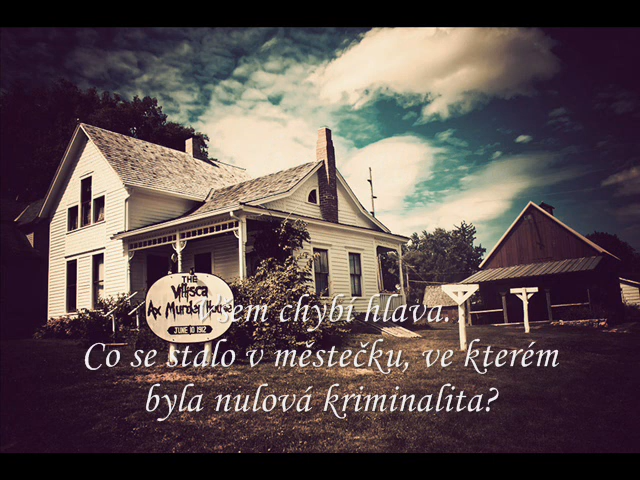 THE
Villisca
Ax Murder House
JUNE 10 1912
Všem chybí hlava.
Co se stalo v městečku, ve kterém
byla nulová kriminalita?